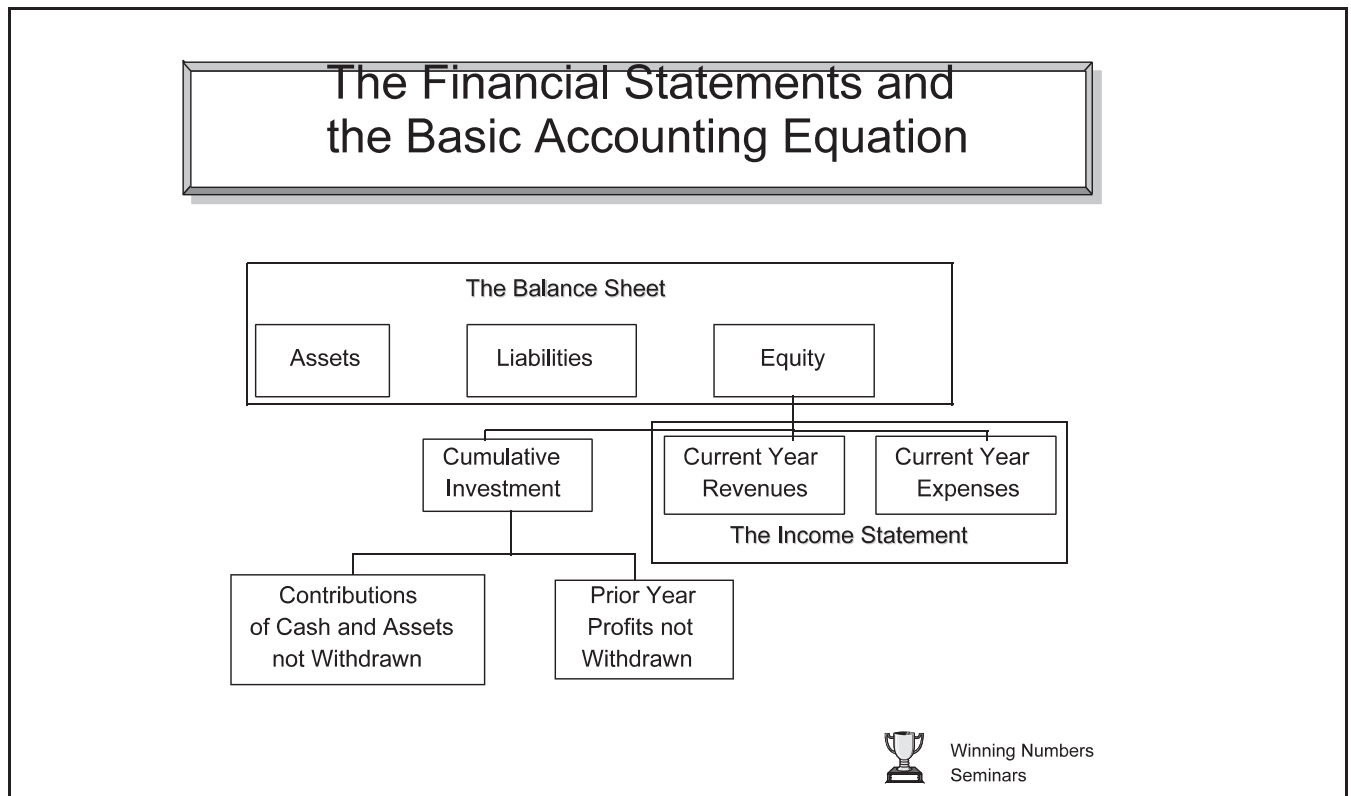 The Financial Statements and
the Basic Accounting Equation
The Balance Sheet
Assets
Liabilities
Equity
Cumulative
Investment
Current Year
Revenues
Current Year
Expenses
The Income Statement
Contributions
of Cash and Assets
not Withdrawn
Prior Year
Profits not
Withdrawn
Winning Numbers
Seminars